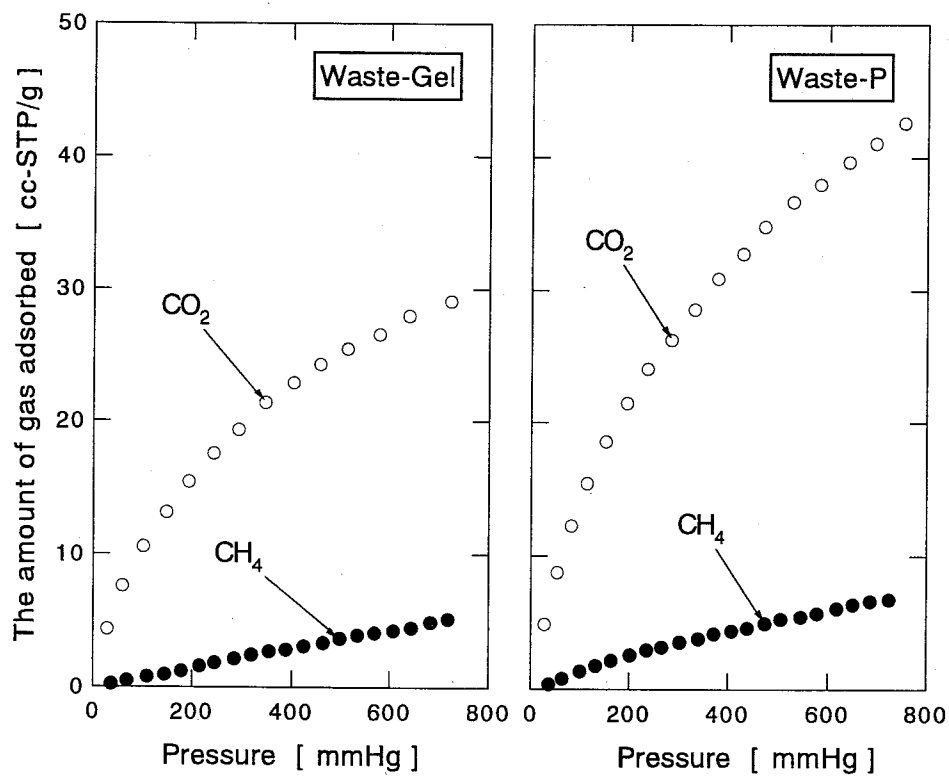 The amount of gas adsorbed [ cc-STP/g]
50
40
30
20
10
0
Waste-Gel
CO₂
CH₄
0 200 400 600 800
Pressure [ mmHg]
Waste-P
CO₂
CH₄
0 200 400 600 800
Pressure [ mmHg]